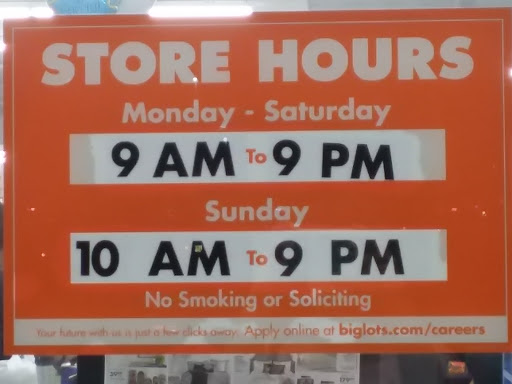 STORE HOURS
Monday - Saturday
9 AM To 9 PM
Sunday
10 AM To 9 PM
No Smoking or Soliciting
Your future with us is just a few clicks away. Apply online at biglots.com/careers